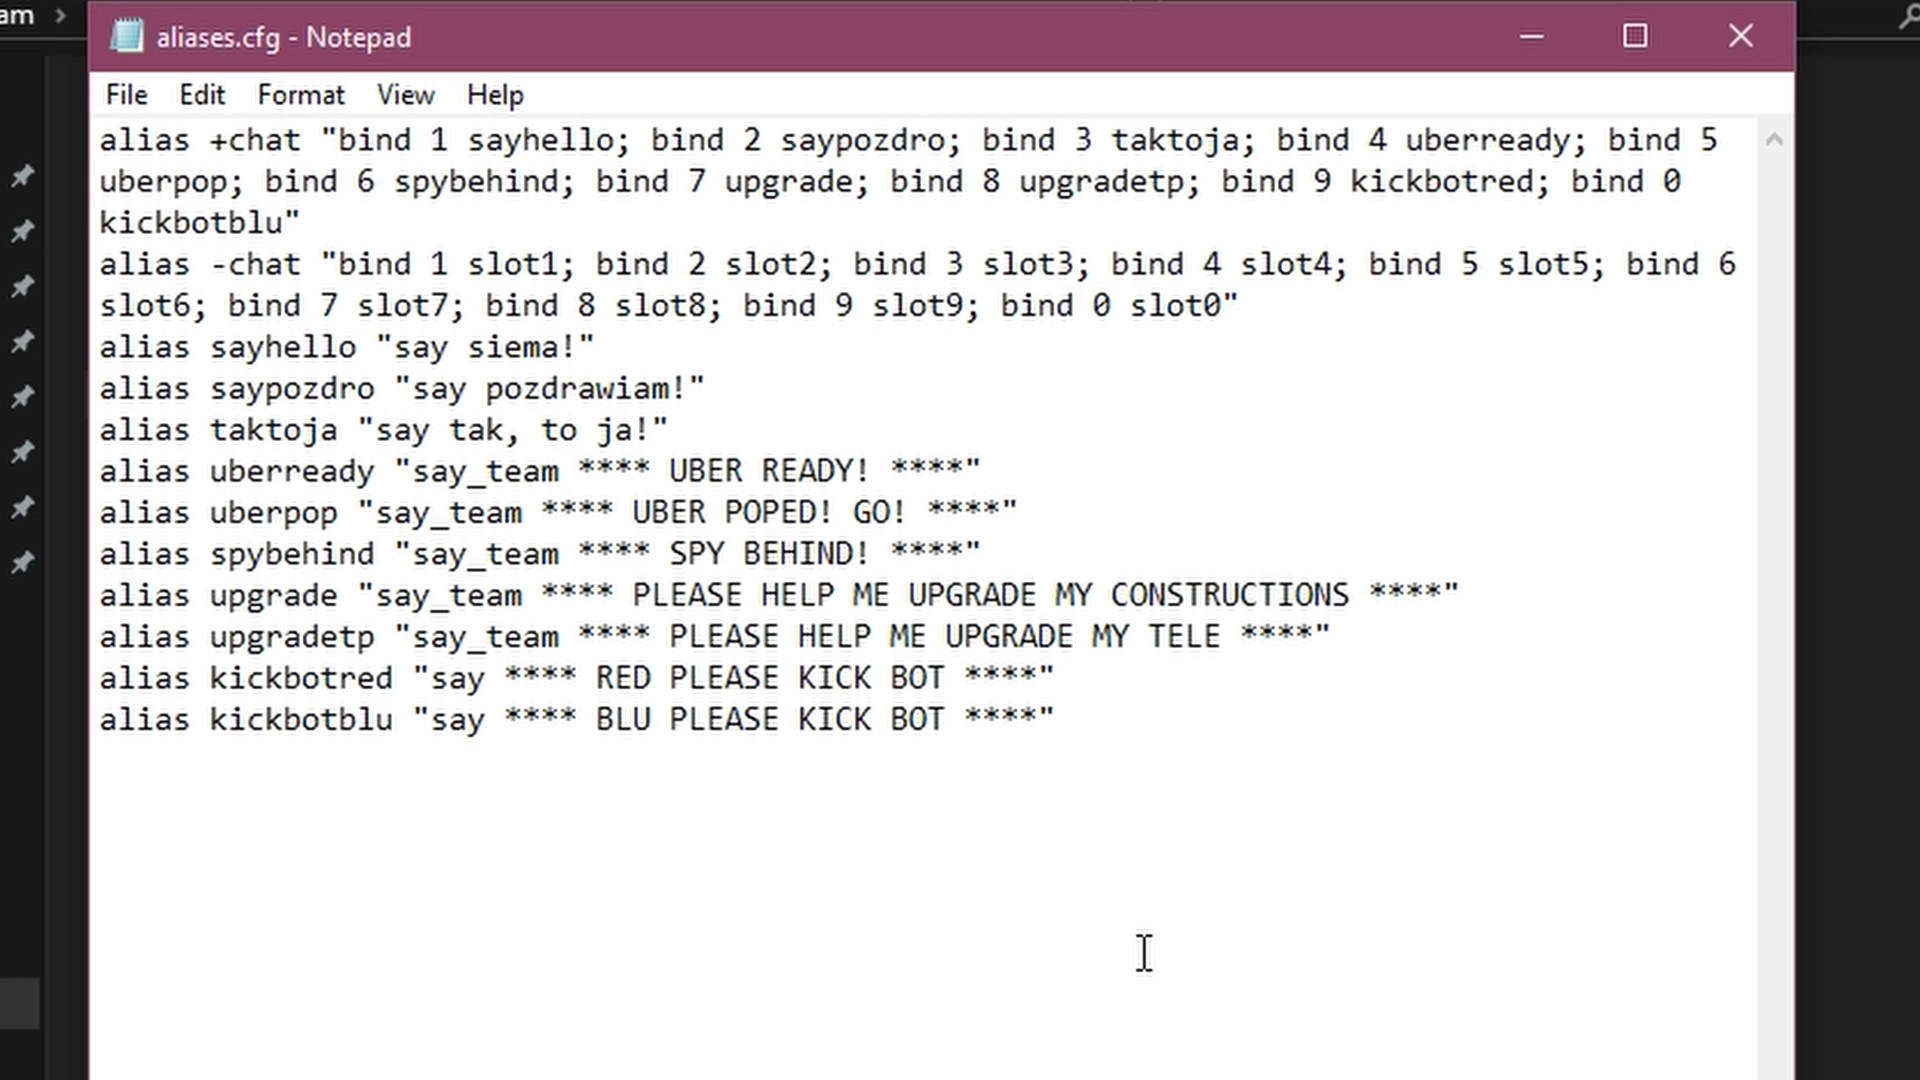 am
aliases.cfg - Notepad
File Edit Format View Help
alias +chat "bind 1 sayhello; bind 2 saypozdro; bind 3 taktoja; bind 4 uberready; bind 5
uberpop; bind 6 spybehind; bind 7 upgrade; bind 8 upgradetp; bind 9 kickbotred; bind 0
kickbotblu"
alias -chat "bind 1 slot1; bind 2 slot2; bind 3 slot3; bind 4 slot4; bind 5 slot5; bind 6
slot6; bind 7 slot7; bind 8 slot8; bind 9 slot9; bind 0 slot0"
alias sayhello "say siema!"
alias saypozdro "say pozdrawiam!"
alias taktoja "say tak, to ja!"
alias uberready "say_team **** UBER READY! ****"
alias uberpop "say_team **** UBER POPED! GO! ****"
alias spybehind "say_team **** SPY BEHIND! ****"
alias upgrade "say_team **** PLEASE HELP ME UPGRADE MY CONSTRUCTIONS ****"
alias upgradetp "say_team **** PLEASE HELP ME UPGRADE MY TELE ****"
alias kickbotred "say **** RED PLEASE KICK BOT ****"
alias kickbotblu "say **** BLU PLEASE KICK BOT ****"